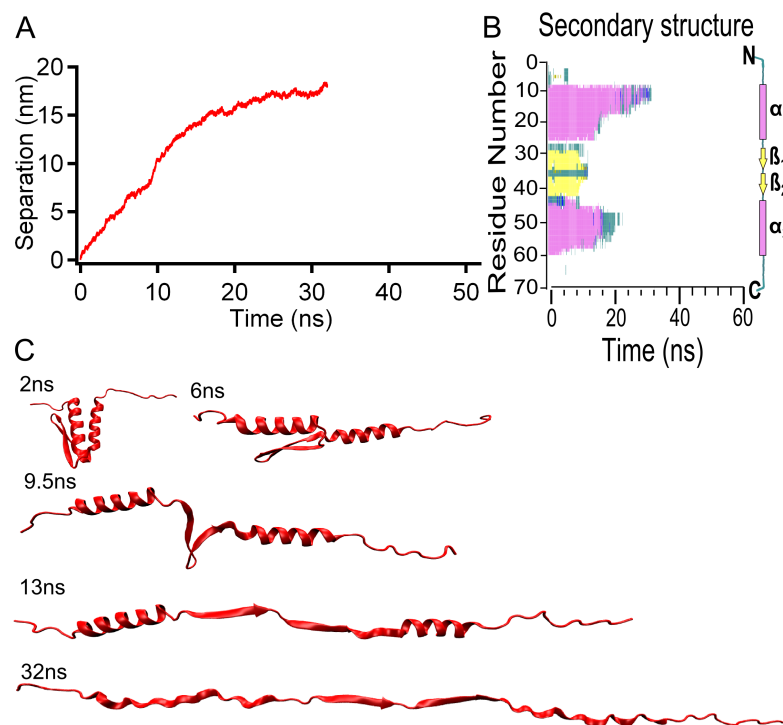 A
Separation (nm)
20
15
10
5
0
0 10 20 30 40 50
Time (ns)
B
Secondary structure
Residue Number
0
10
20
30
40
50
60
70
0 20 40 60
Time (ns)
N
α
ß
ß
α
C
C
2ns
6ns
9.5ns
13ns
32ns